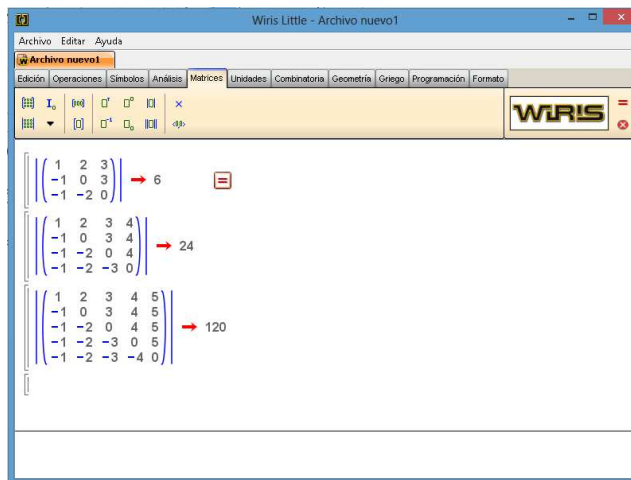 Wiris Little - Archivo nuevo1
Archivo Editar Ayuda
Archivo nuevo1
Edición Operaciones Símbolos Análisis Matrices Unidades Combinatoria Geometría Griego Programación Formato
WIRIS
1 2 3
-1 0 3
-1 -2 0
→ 6
=
1 2 3 4
-1 0 3 4
-1 -2 0 4
-1 -2 -3 0
→ 24
1 2 3 4 5
-1 0 3 4 5
-1 -2 0 4 5
-1 -2 -3 0 5
-1 -2 -3 -4 0
→ 120